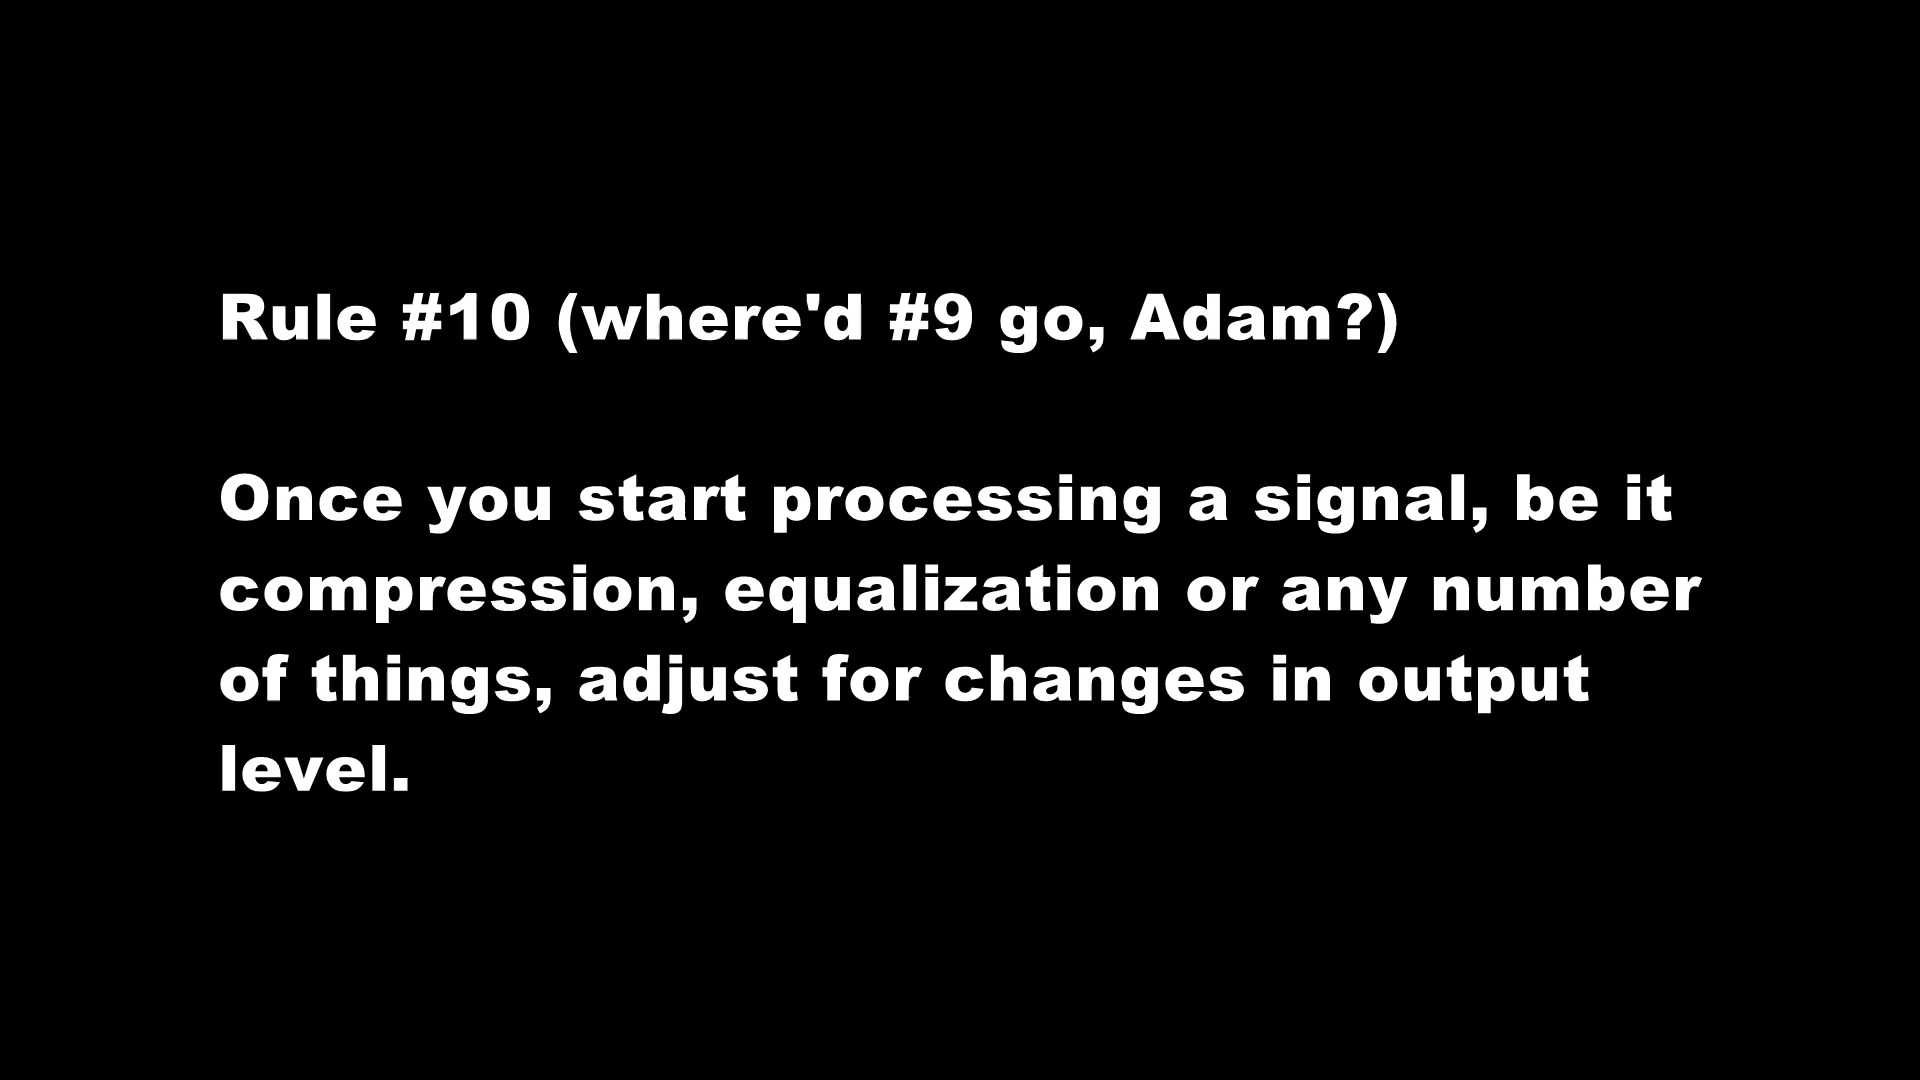 Rule #10 (where'd #9 go, Adam?)
Once you start processing a signal, be it
compression, equalization or any number
of things, adjust for changes in output
level.